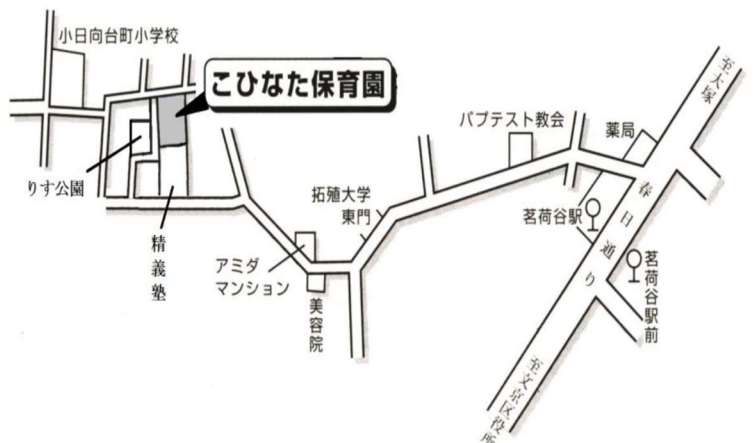 小日向台町小学校
こひなた保育園
りす公園
精義塾
アミダ
マンション
美容院
拓殖大学
東門
バプテスト教会
薬局
茗荷谷駅
春日通り
茗荷谷駅前
至大塚
至文京区役所